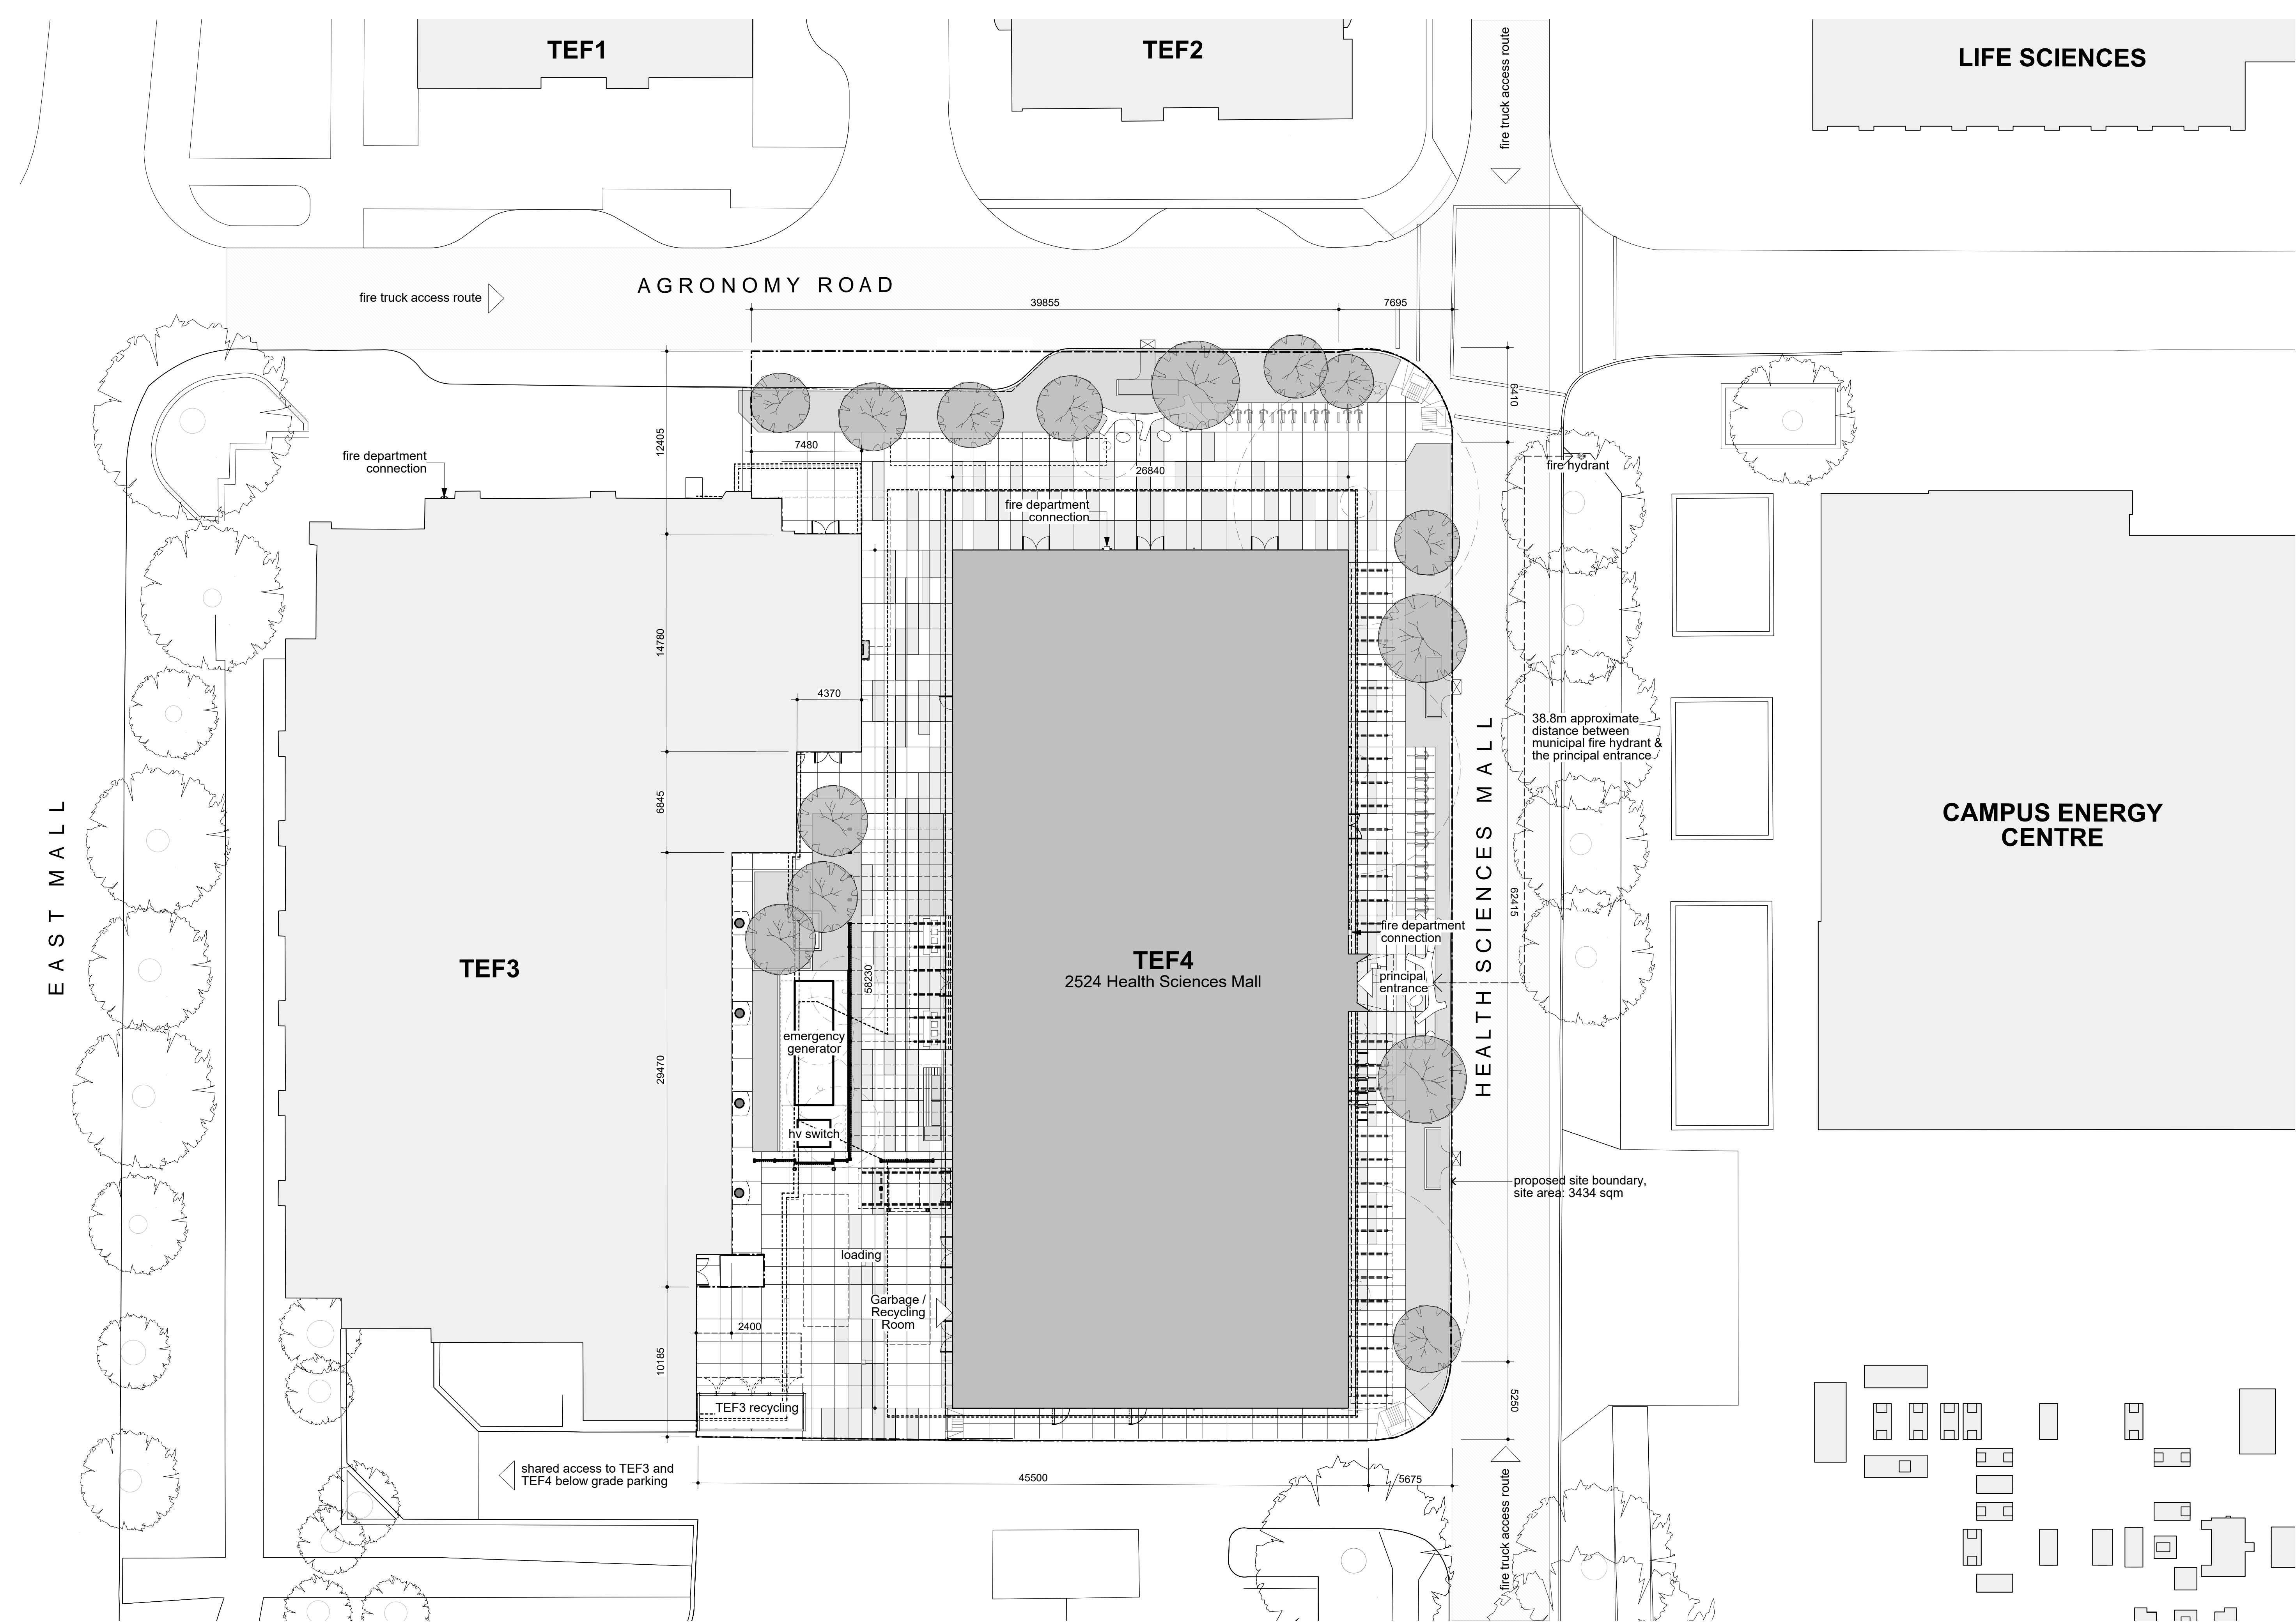 TEF1
TEF2
LIFE SCIENCES
fire truck access route
AGRONOMY ROAD
fire truck access route
39855
7695
6410
12405
7480
26840
fire department
connection
fire hydrant
fire department
connection
14780
4370
38.8m approximate
distance between
municipal fire hydrant &
the principal entrance
6845
EAST MALL
HEALTH SCIENCES MALL
CAMPUS ENERGY
CENTRE
62415
fire department
connection
TEF3
TEF4
2524 Health Sciences Mall
58230
principal
entrance
emergency
generator
29470
hv switch
proposed site boundary,
site area: 3434 sqm
loading
Garbage /
Recycling
Room
2400
10185
TEF3 recycling
5250
shared access to TEF3 and
TEF4 below grade parking
45500
5675
fire truck access route